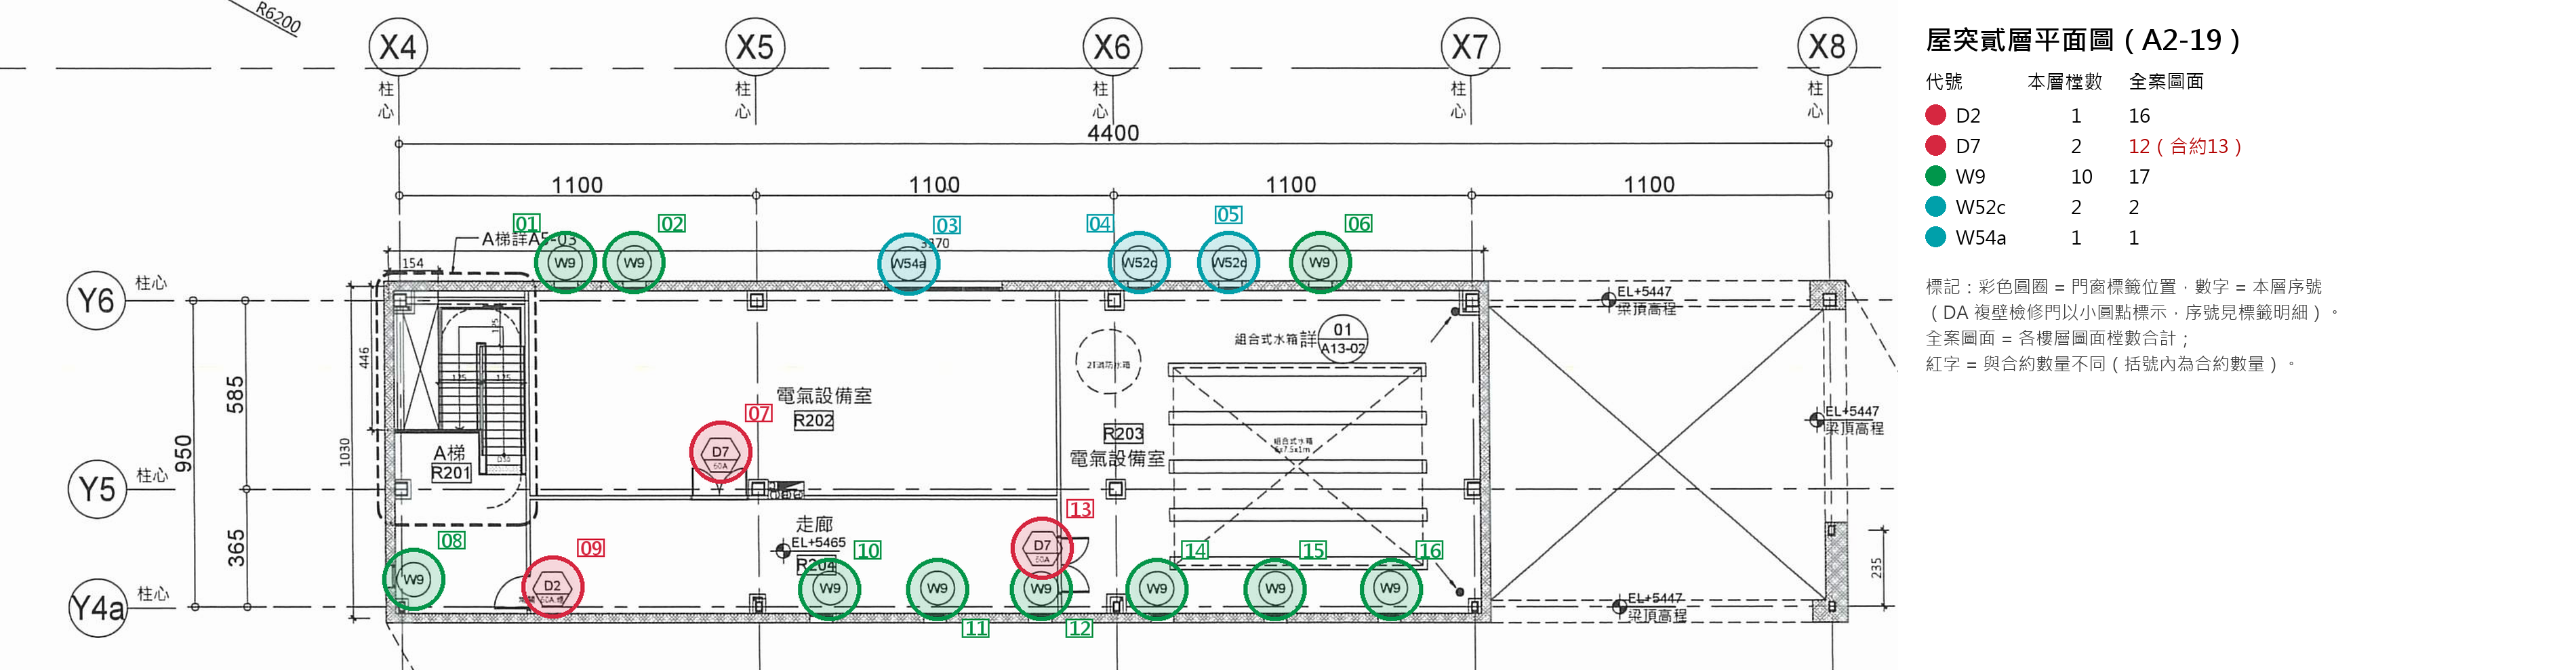 R6200
X4
X5
X6
X7
X8
柱心
柱心
柱心
柱心
柱心
4400
1100
1100
1100
1100
01
02
03
04
05
06
A梯詳A5-03
3370
154
W9
W9
W54a
W52c
W52c
W9
Y6
柱心
EL+5447
梁頂高程
01
組合式水箱詳
A13-02
446
585
950
1030
365
電氣設備室
R202
R203
電氣設備室
組合式水箱
EL+5447
梁頂高程
07
D7
60A
A梯
R201
Y5
柱心
走廊
EL+5465
R204
13
D7
60A
08
W9
09
D2
60A
10
W9
11
W9
12
W9
14
W9
15
W9
16
W9
235
Y4a
柱心
EL+5447
梁頂高程
屋突貳層平面圖（A2-19）
代號 本層樘數 全案圖面
D2 1 16
D7 2 12（合約13）
W9 10 17
W52c 2 2
W54a 1 1
標記：彩色圓圈 = 門窗標籤位置，數字 = 本層序號
（DA 複壁檢修門以小圓點標示，序號見標籤明細）。
全案圖面 = 各樓層圖面樘數合計；
紅字 = 與合約數量不同（括號內為合約數量）。